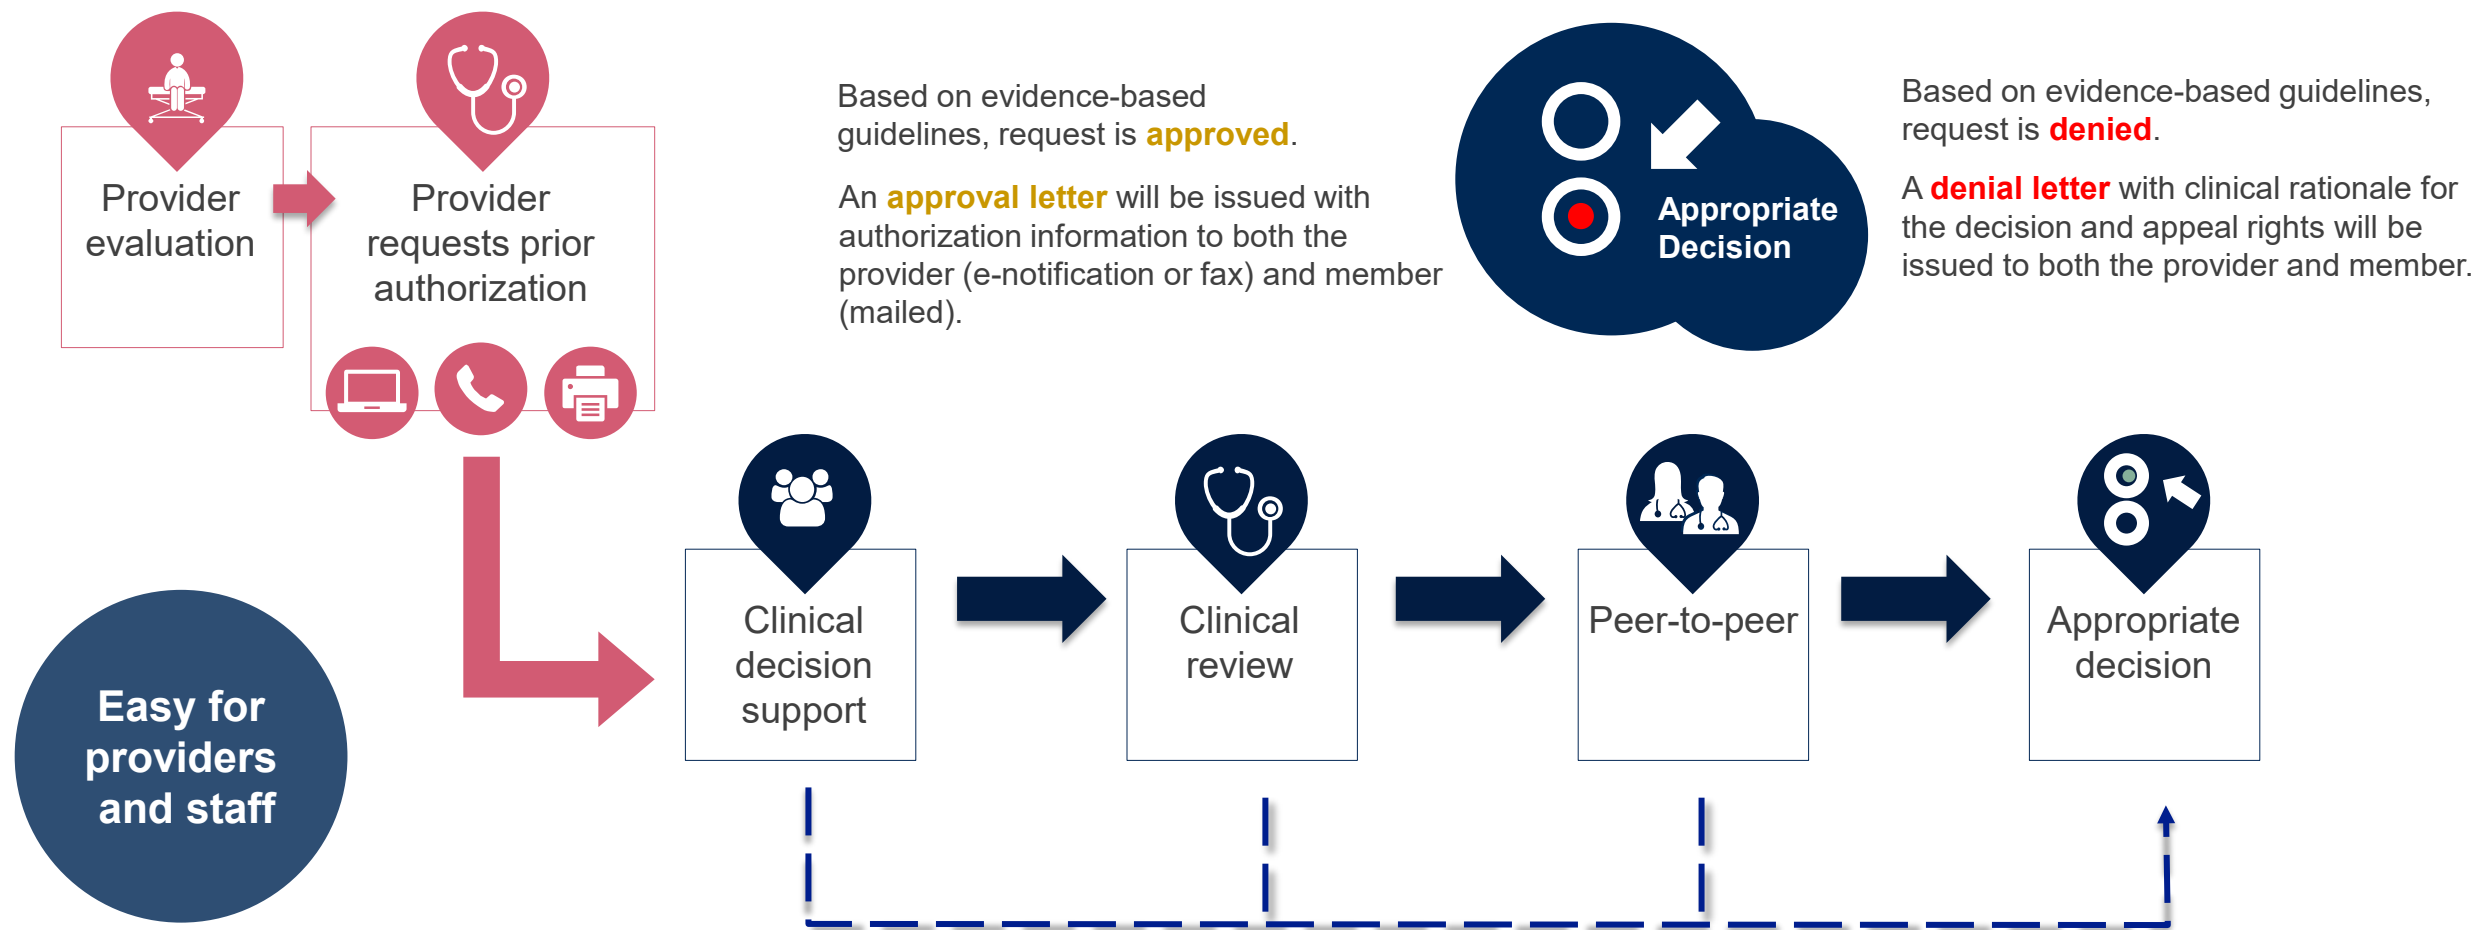 Provider
evaluation
Provider
requests prior
authorization
Based on evidence-based
guidelines, request is approved.
An approval letter will be issued with
authorization information to both the
provider (e-notification or fax) and member
(mailed).
Appropriate
Decision
Based on evidence-based guidelines,
request is denied.
A denial letter with clinical rationale for
the decision and appeal rights will be
issued to both the provider and member.
Easy for
providers
and staff
Clinical
decision
support
Clinical
review
Peer-to-peer
Appropriate
decision